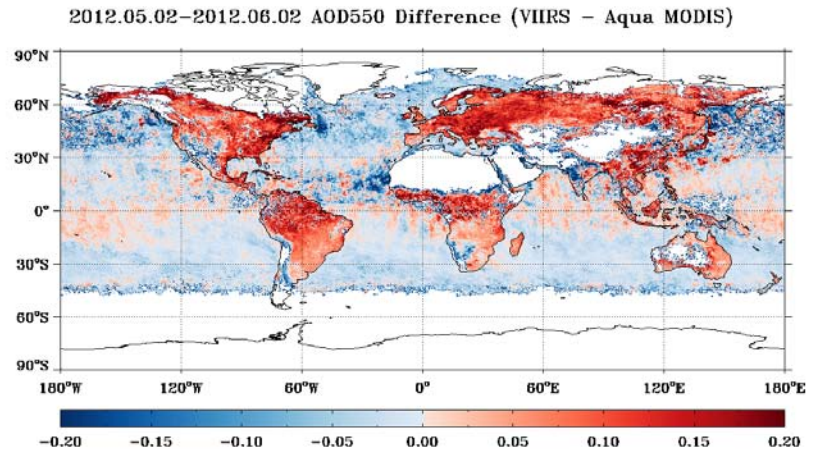 2012.05.02-2012.06.02 AOD550 Difference (VIIRS - Aqua MODIS)
90°N
60°N
30°N
0°
30°S
60°S
90°S
180°W 120°W 60°W 0° 60°E 120°E 180°E
-0.20 -0.15 -0.10 -0.05 0.00 0.05 0.10 0.15 0.20